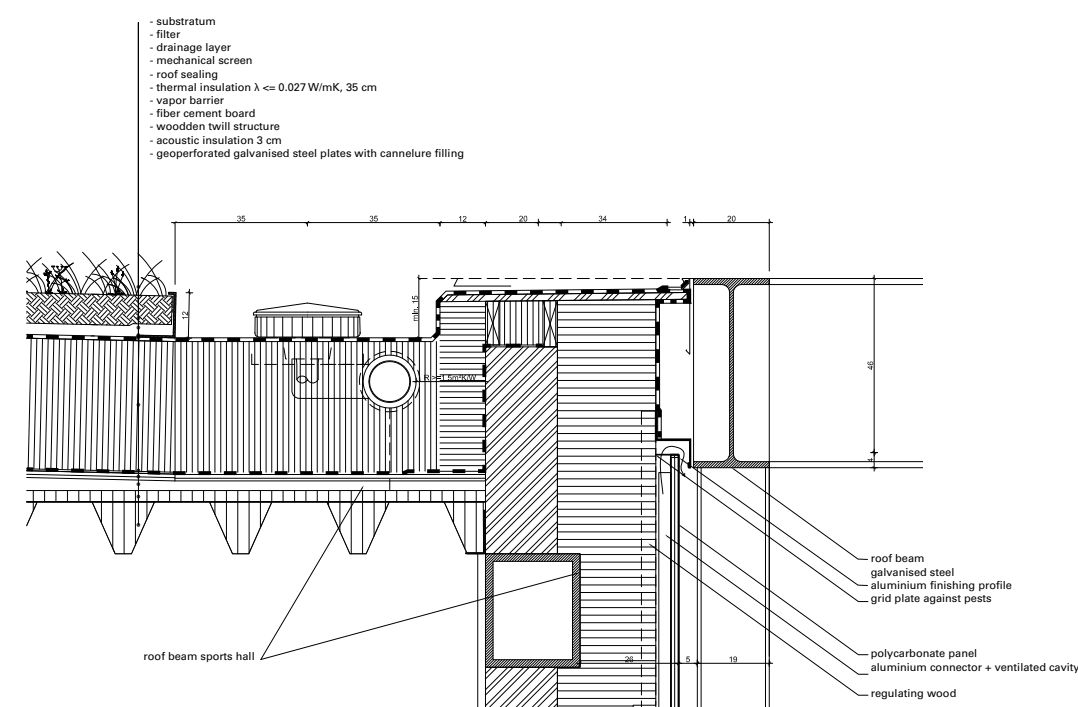 - substratum
- filter
- drainage layer
- mechanical screen
- roof sealing
- thermal insulation λ <= 0.027 W/mK, 35 cm
- vapor barrier
- fiber cement board
- woodden twill structure
- acoustic insulation 3 cm
- geoperforated galvanised steel plates with cannelure filling
35 35 12 20 34 1 20
12
min. 15
R >=1,5m²K/W
46
4
roof beam
galvanised steel
aluminium finishing profile
grid plate against pests
roof beam sports hall
26 5 19
polycarbonate panel
aluminium connector + ventilated cavity
regulating wood